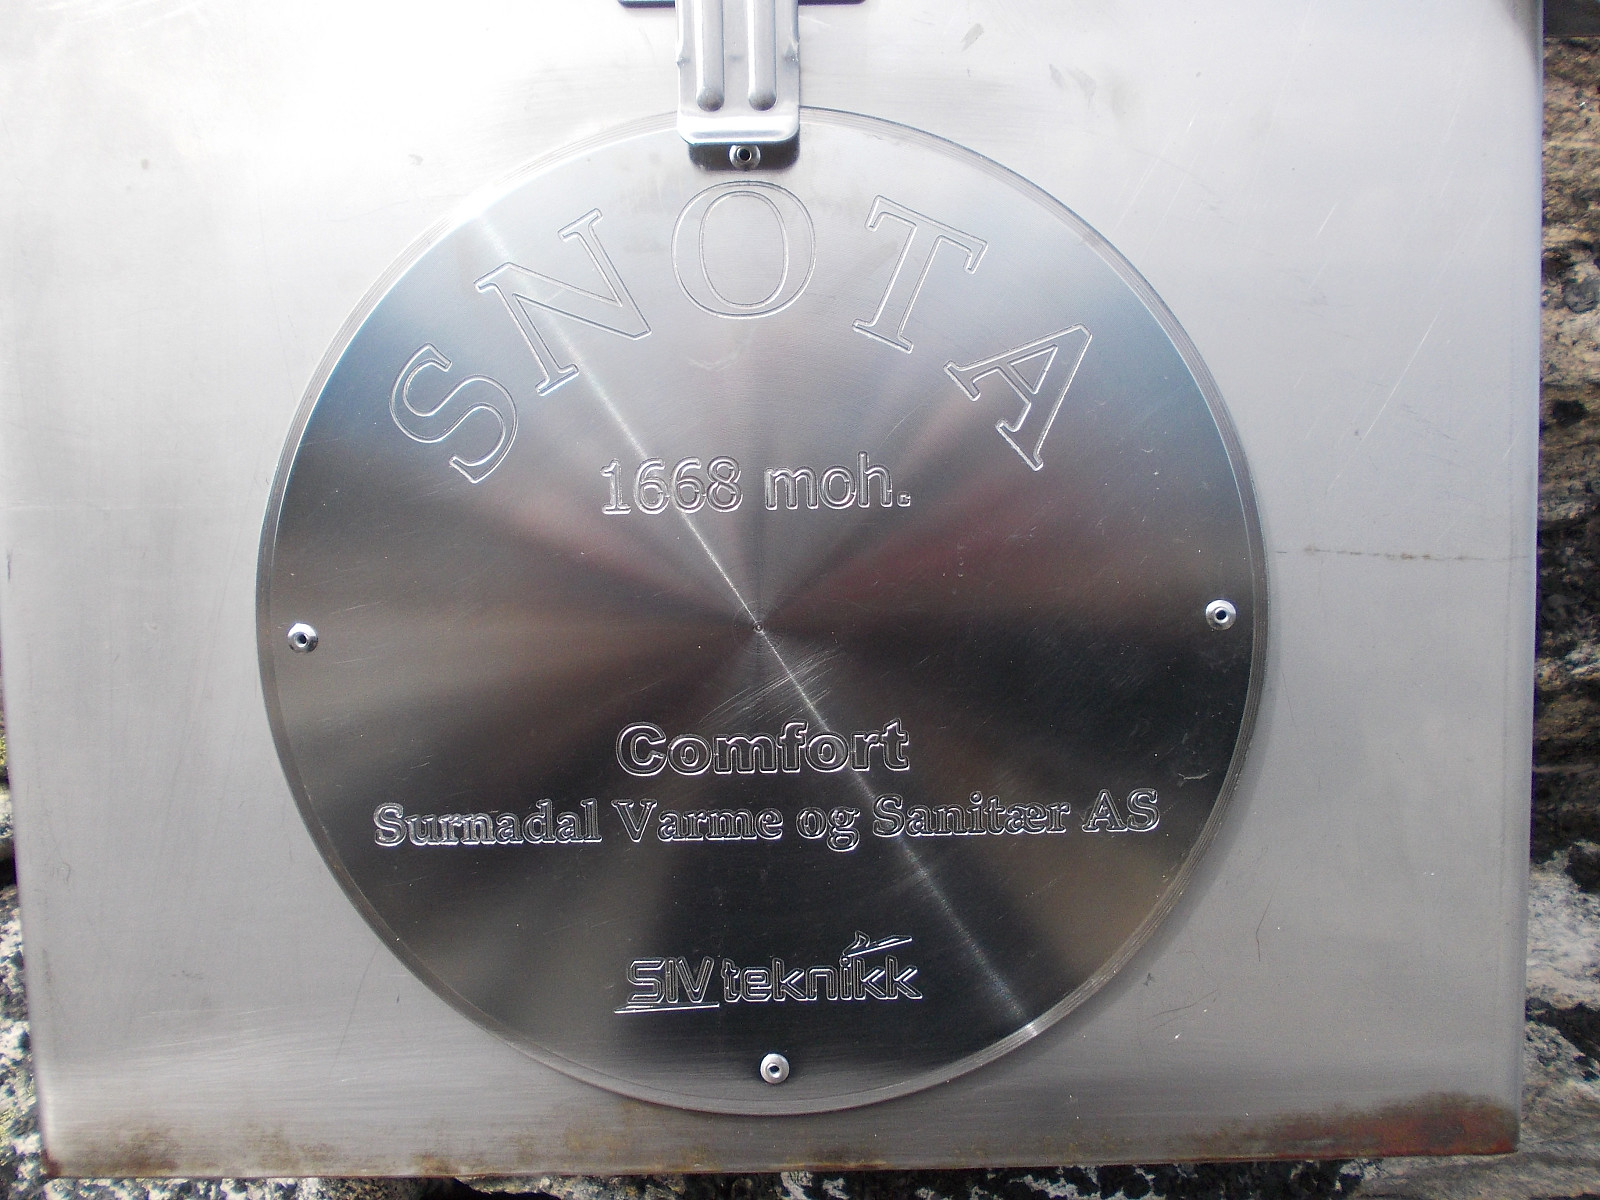 SNOTA
1668 moh.
Comfort
Surnadal Varme og Sanitær AS
SIV teknikk